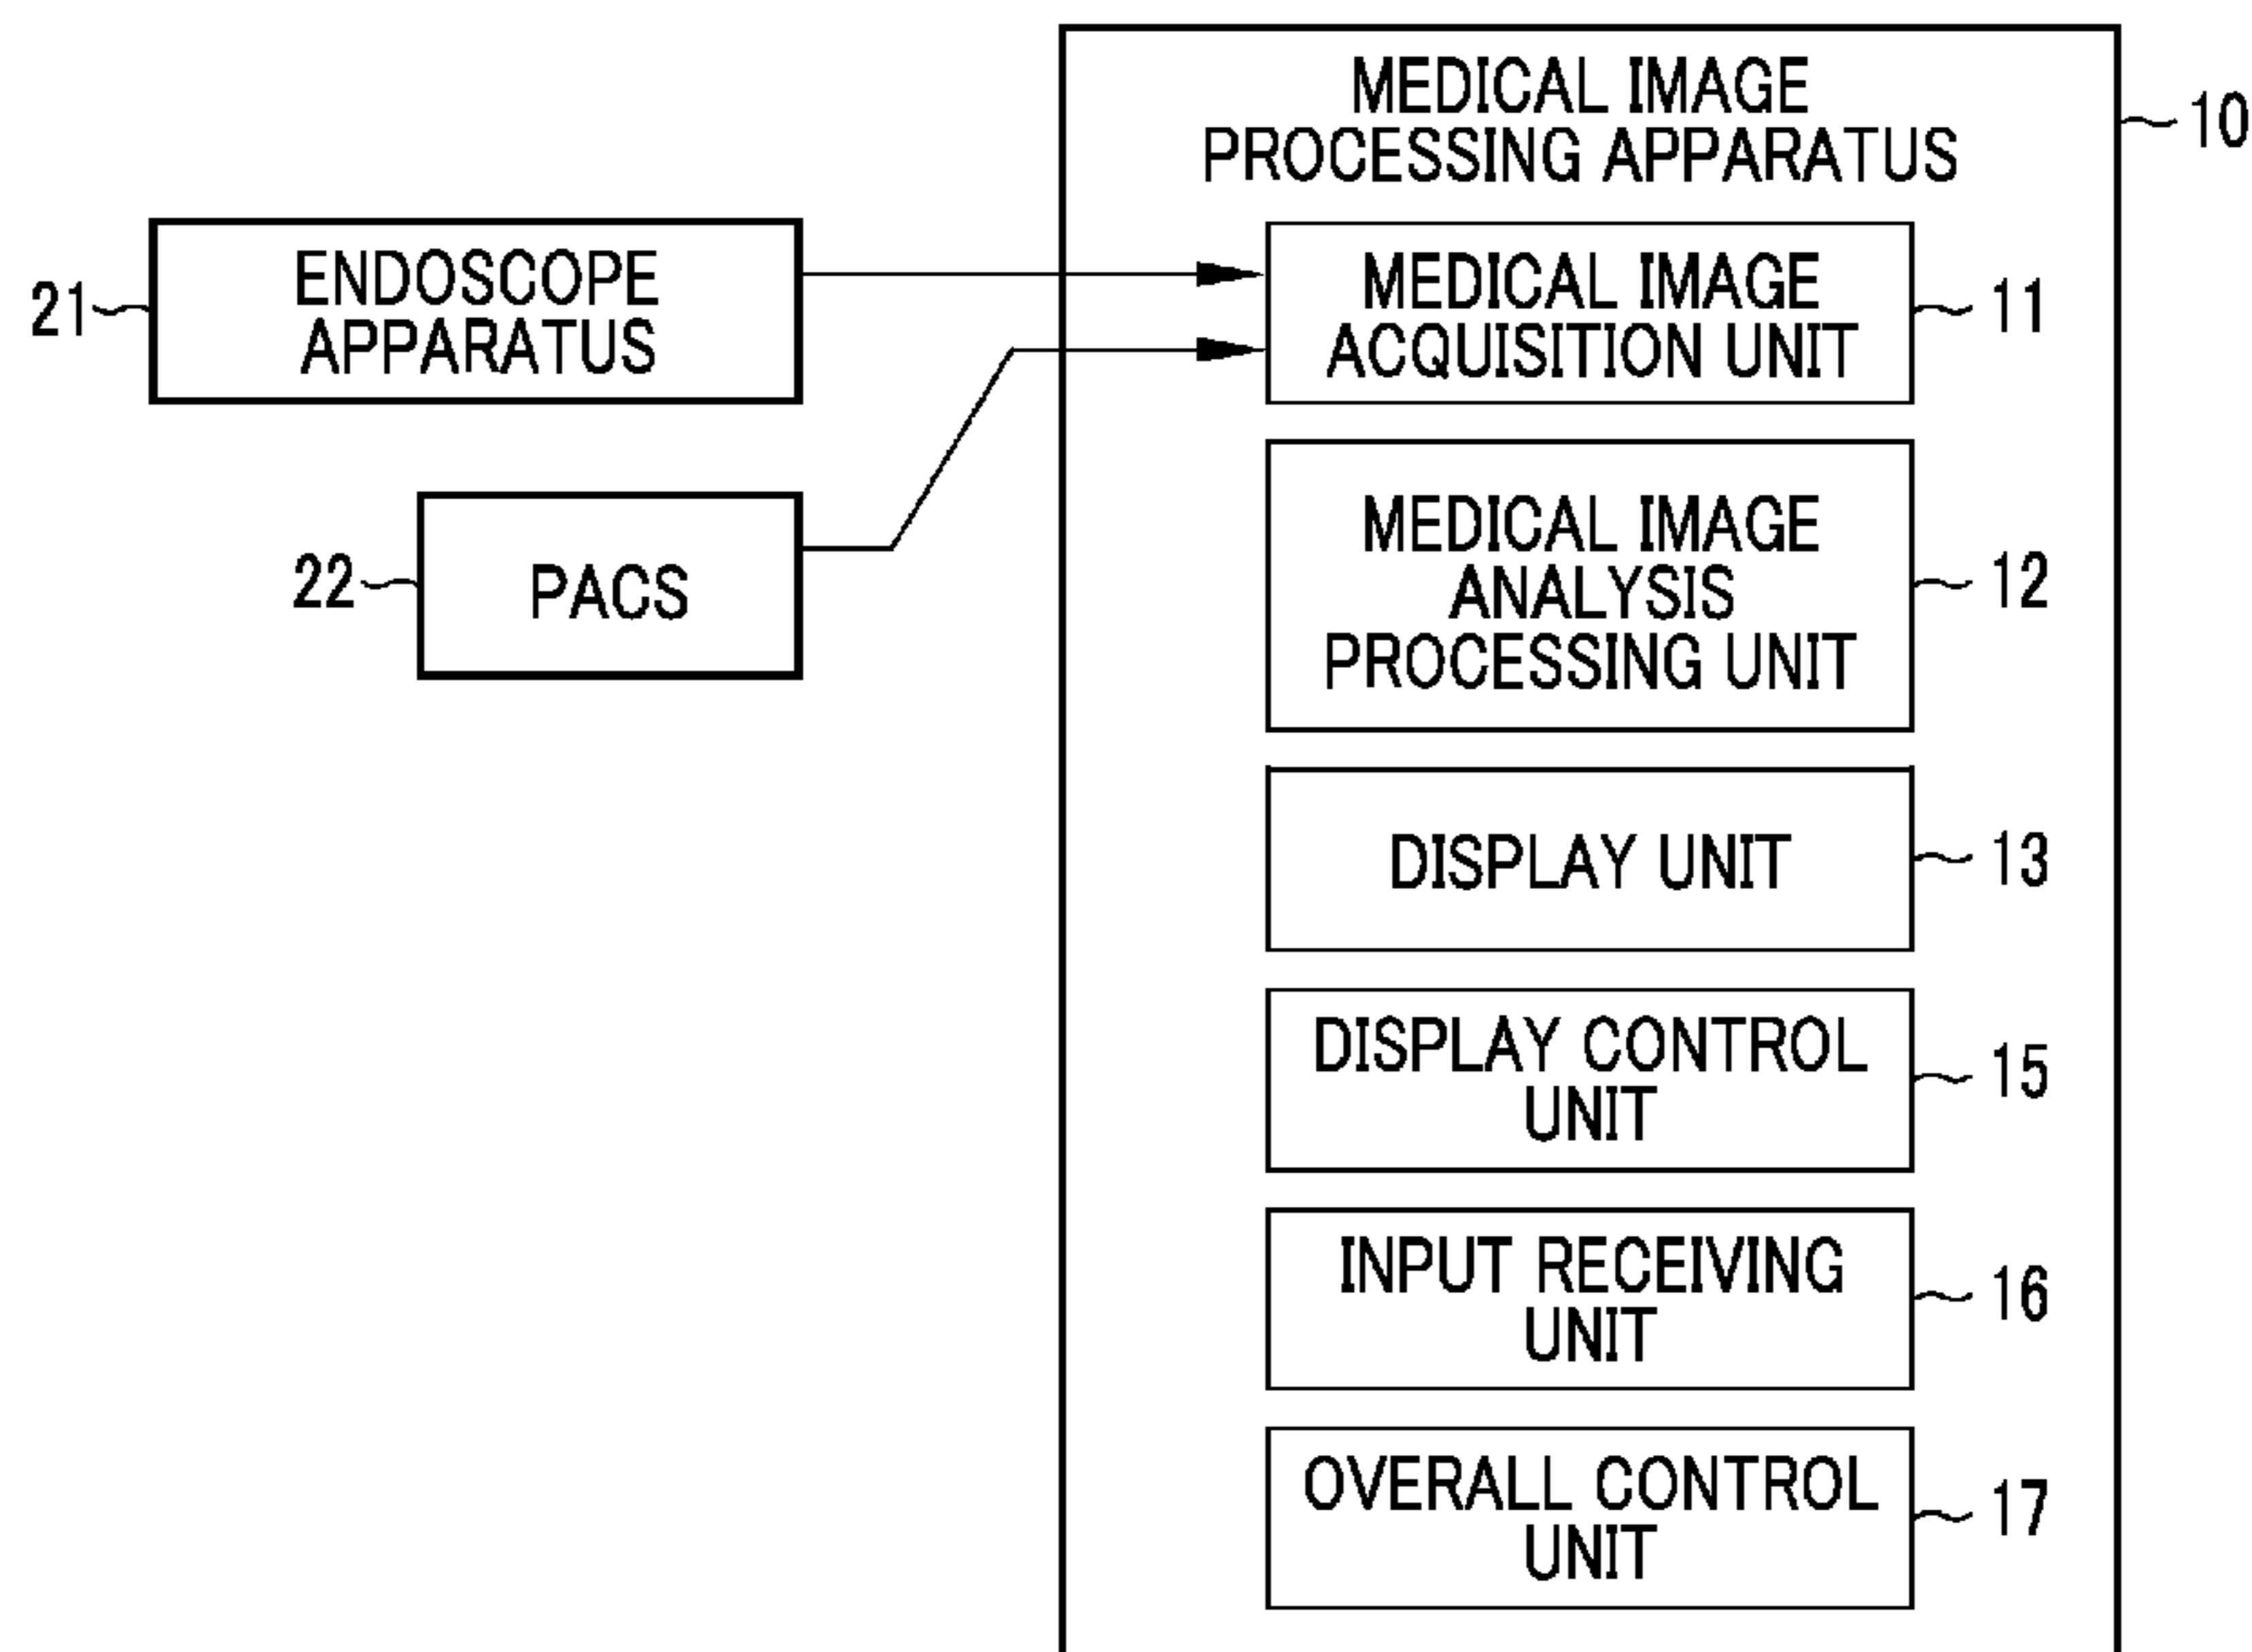 MEDICAL IMAGE
PROCESSING APPARATUS
10
21
ENDOSCOPE
APPARATUS
MEDICAL IMAGE
ACQUISITION UNIT
11
22
PACS
MEDICAL IMAGE
ANALYSIS
PROCESSING UNIT
12
DISPLAY UNIT
13
DISPLAY CONTROL
UNIT
15
INPUT RECEIVING
UNIT
16
OVERALL CONTROL
UNIT
17